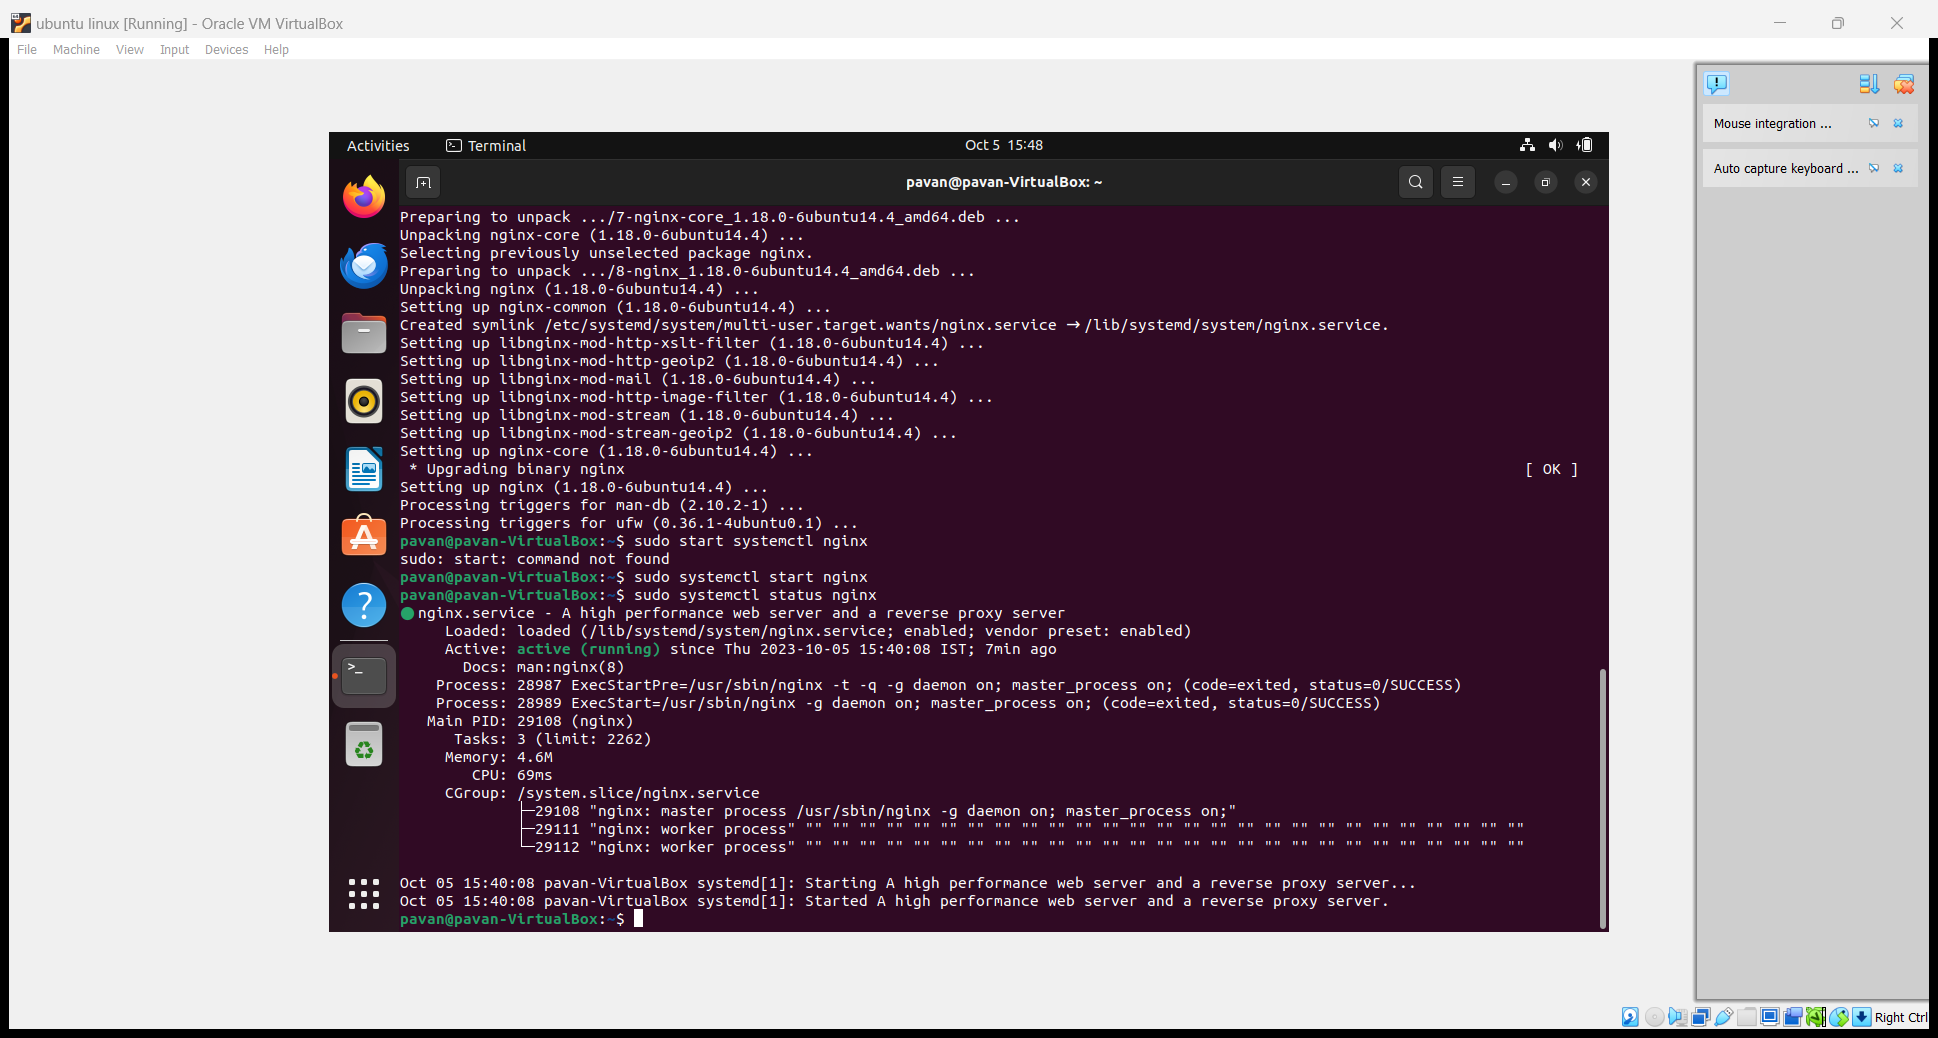 ubuntu linux [Running] - Oracle VM VirtualBox
File Machine View Input Devices Help
Mouse integration ...
Auto capture keyboard ...
Activities Terminal Oct 5 15:48
pavan@pavan-VirtualBox: ~
Preparing to unpack .../7-nginx-core_1.18.0-6ubuntu14.4_amd64.deb ...
Unpacking nginx-core (1.18.0-6ubuntu14.4) ...
Selecting previously unselected package nginx.
Preparing to unpack .../8-nginx_1.18.0-6ubuntu14.4_amd64.deb ...
Unpacking nginx (1.18.0-6ubuntu14.4) ...
Setting up nginx-common (1.18.0-6ubuntu14.4) ...
Created symlink /etc/systemd/system/multi-user.target.wants/nginx.service → /lib/systemd/system/nginx.service.
Setting up libnginx-mod-http-xslt-filter (1.18.0-6ubuntu14.4) ...
Setting up libnginx-mod-http-geoip2 (1.18.0-6ubuntu14.4) ...
Setting up libnginx-mod-mail (1.18.0-6ubuntu14.4) ...
Setting up libnginx-mod-http-image-filter (1.18.0-6ubuntu14.4) ...
Setting up libnginx-mod-stream (1.18.0-6ubuntu14.4) ...
Setting up libnginx-mod-stream-geoip2 (1.18.0-6ubuntu14.4) ...
Setting up nginx-core (1.18.0-6ubuntu14.4) ...
* Upgrading binary nginx [ OK ]
Setting up nginx (1.18.0-6ubuntu14.4) ...
Processing triggers for man-db (2.10.2-1) ...
Processing triggers for ufw (0.36.1-4ubuntu0.1) ...
pavan@pavan-VirtualBox:~$ sudo start systemctl nginx
sudo: start: command not found
pavan@pavan-VirtualBox:~$ sudo systemctl start nginx
pavan@pavan-VirtualBox:~$ sudo systemctl status nginx
● nginx.service - A high performance web server and a reverse proxy server
Loaded: loaded (/lib/systemd/system/nginx.service; enabled; vendor preset: enabled)
Active: active (running) since Thu 2023-10-05 15:40:08 IST; 7min ago
Docs: man:nginx(8)
Process: 28987 ExecStartPre=/usr/sbin/nginx -t -q -g daemon on; master_process on; (code=exited, status=0/SUCCESS)
Process: 28989 ExecStart=/usr/sbin/nginx -g daemon on; master_process on; (code=exited, status=0/SUCCESS)
Main PID: 29108 (nginx)
Tasks: 3 (limit: 2262)
Memory: 4.6M
CPU: 69ms
CGroup: /system.slice/nginx.service
├─29108 "nginx: master process /usr/sbin/nginx -g daemon on; master_process on;"
├─29111 "nginx: worker process" "" "" "" "" "" "" "" "" "" "" "" "" "" "" "" "" "" "" "" "" "" "" "" "" "" "" ""
└─29112 "nginx: worker process" "" "" "" "" "" "" "" "" "" "" "" "" "" "" "" "" "" "" "" "" "" "" "" "" "" "" ""
Oct 05 15:40:08 pavan-VirtualBox systemd[1]: Starting A high performance web server and a reverse proxy server...
Oct 05 15:40:08 pavan-VirtualBox systemd[1]: Started A high performance web server and a reverse proxy server.
pavan@pavan-VirtualBox:~$
Right Ctrl